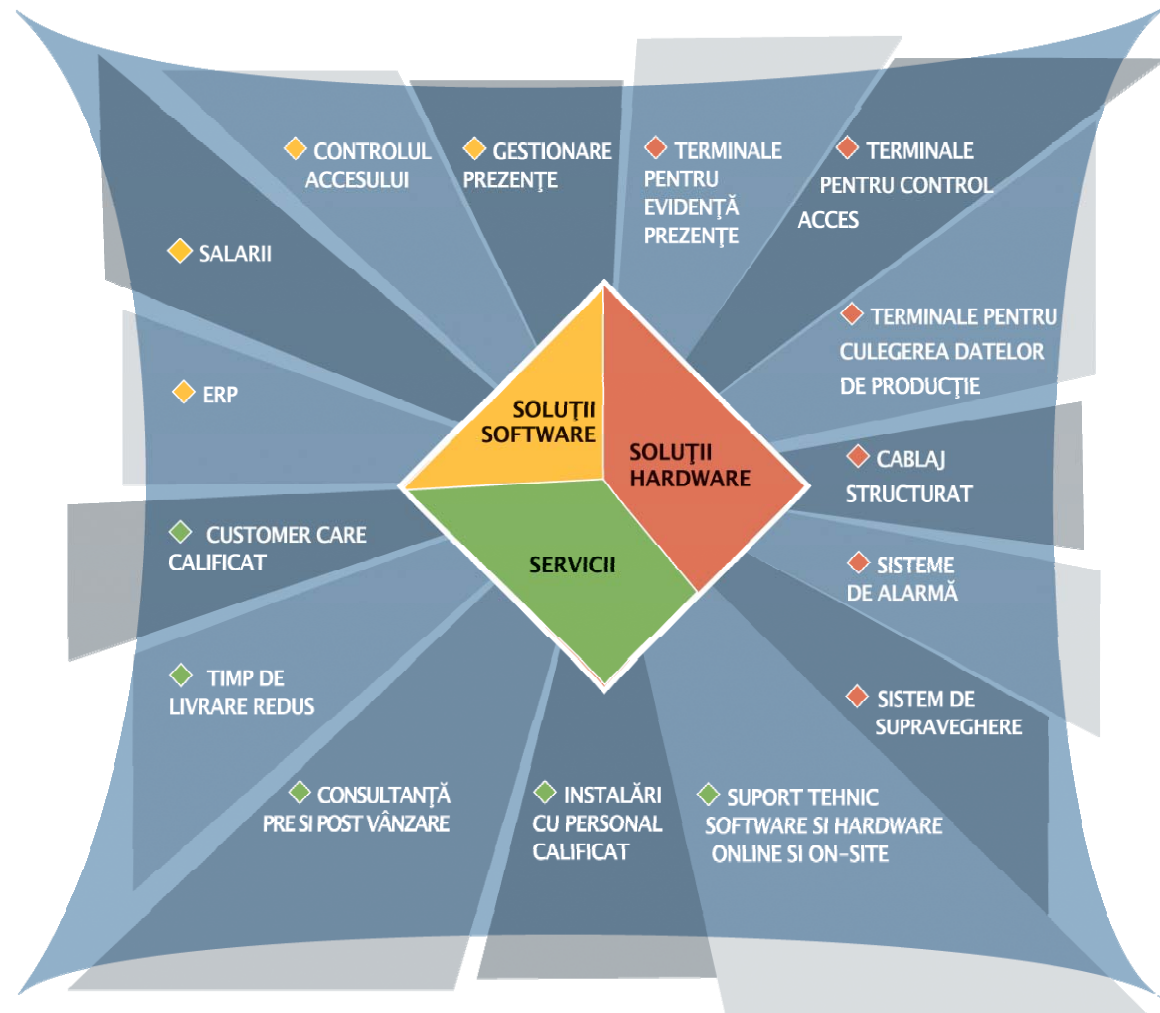 CONTROLUL
ACCESULUI
GESTIONARE
PREZENŢE
TERMINALE
PENTRU
EVIDENŢĂ
PREZENŢE
TERMINALE
PENTRU CONTROL
ACCES
SALARII
TERMINALE PENTRU
CULEGEREA DATELOR
DE PRODUCŢIE
ERP
SOLUŢII
SOFTWARE
SOLUŢII
HARDWARE
CABLAJ
STRUCTURAT
CUSTOMER CARE
CALIFICAT
SERVICII
SISTEME
DE ALARMĂ
TIMP DE
LIVRARE REDUS
SISTEM DE
SUPRAVEGHERE
CONSULTANŢĂ
PRE SI POST VÂNZARE
INSTALĂRI
CU PERSONAL
CALIFICAT
SUPORT TEHNIC
SOFTWARE SI HARDWARE
ONLINE SI ON-SITE